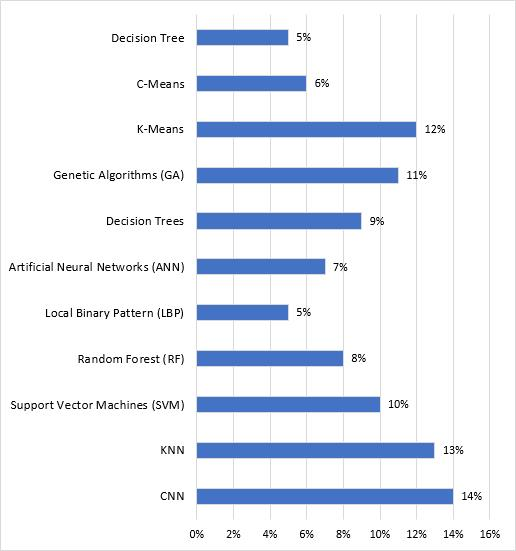 Decision Tree 5%
C-Means 6%
K-Means 12%
Genetic Algorithms (GA) 11%
Decision Trees 9%
Artificial Neural Networks (ANN) 7%
Local Binary Pattern (LBP) 5%
Random Forest (RF) 8%
Support Vector Machines (SVM) 10%
KNN 13%
CNN 14%
0% 2% 4% 6% 8% 10% 12% 14% 16%